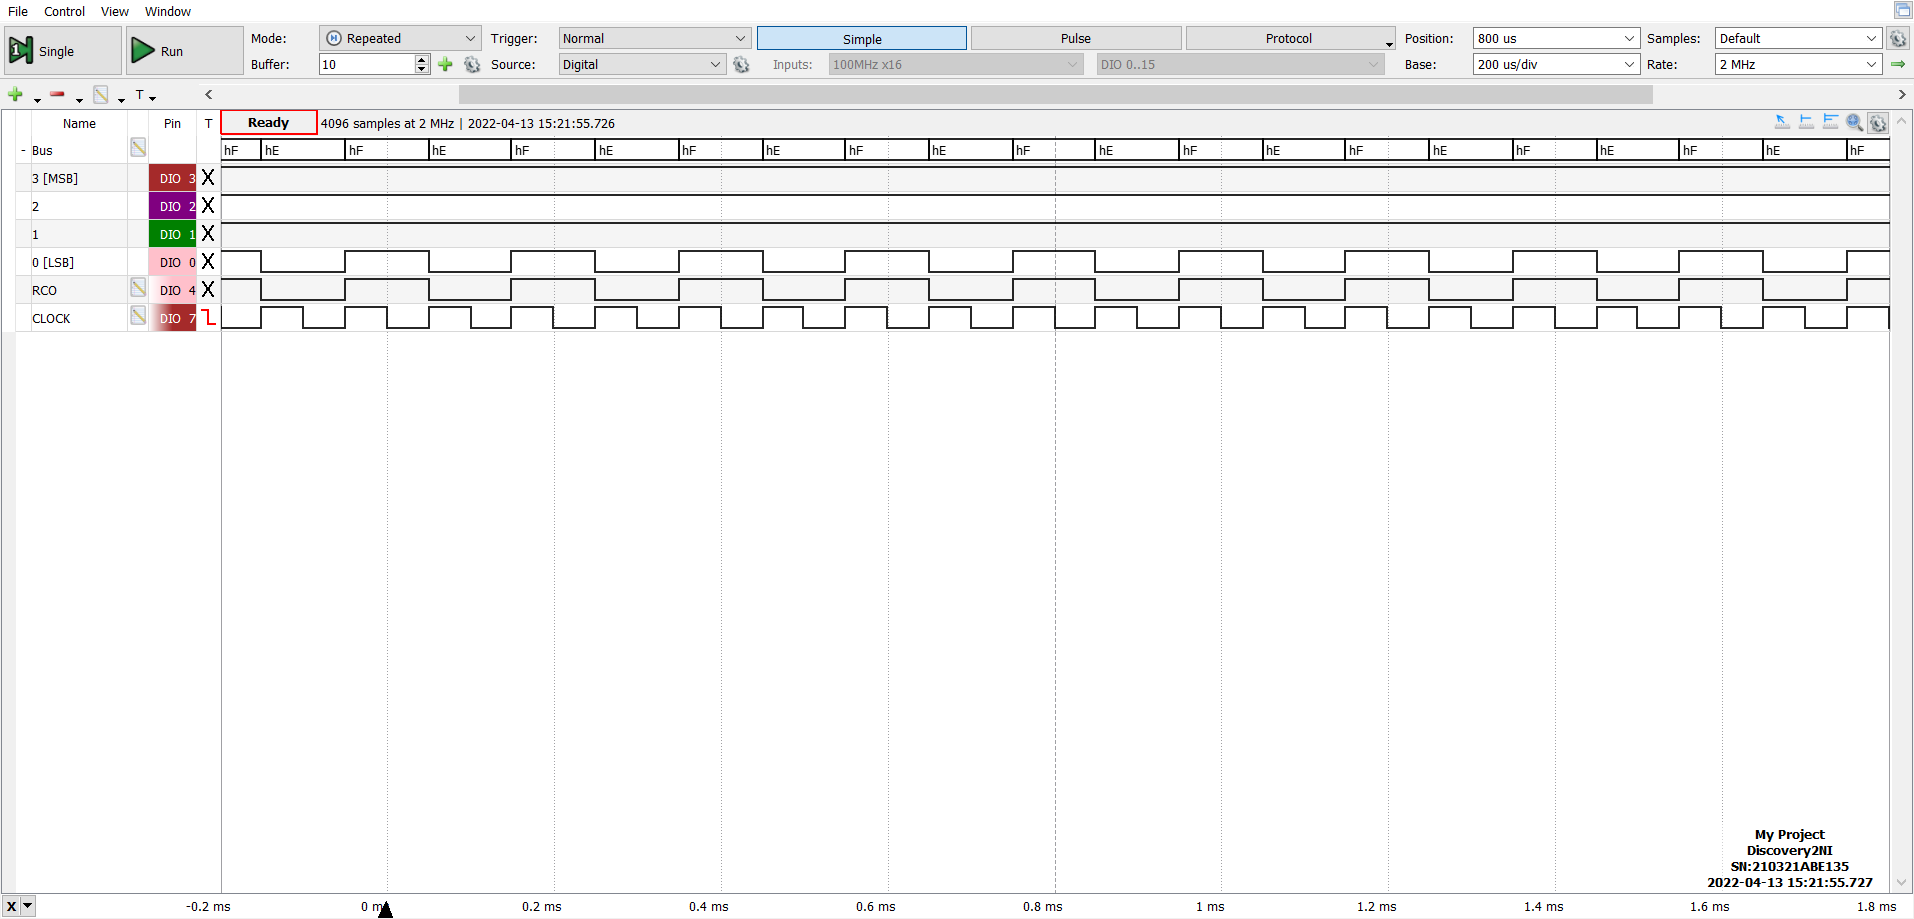 File Control View Window
Single Run Mode: Repeated Trigger: Normal Simple Pulse Protocol Position: 800 us Samples: Default
Buffer: 10 Source: Digital Inputs: 100MHz x16 DIO 0..15 Base: 200 us/div Rate: 2 MHz
T
Name Pin T Ready 4096 samples at 2 MHz | 2022-04-13 15:21:55.726
- Bus hF hE hF hE hF hE hF hE hF hE hF hE hF hE hF hE hF hE hF hE hF
3 [MSB] DIO 3 X
2 DIO 2 X
1 DIO 1 X
0 [LSB] DIO 0 X
RCO DIO 4 X
CLOCK DIO 7
My Project
Discovery2NI
SN:210321ABE135
2022-04-13 15:21:55.727
X -0.2 ms 0 ms 0.2 ms 0.4 ms 0.6 ms 0.8 ms 1 ms 1.2 ms 1.4 ms 1.6 ms 1.8 ms